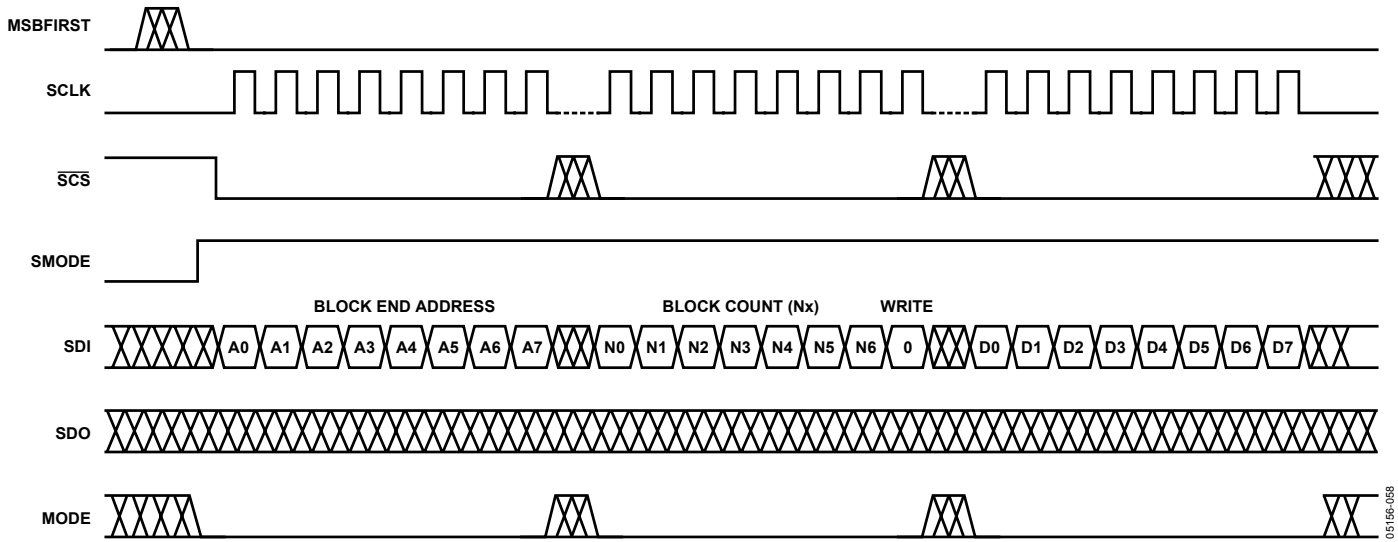 MSBFIRST
SCLK
SCS
SMODE
BLOCK END ADDRESS BLOCK COUNT (Nx) WRITE
SDI A0 A1 A2 A3 A4 A5 A6 A7 N0 N1 N2 N3 N4 N5 N6 0 D0 D1 D2 D3 D4 D5 D6 D7
SDO
MODE
05156-058